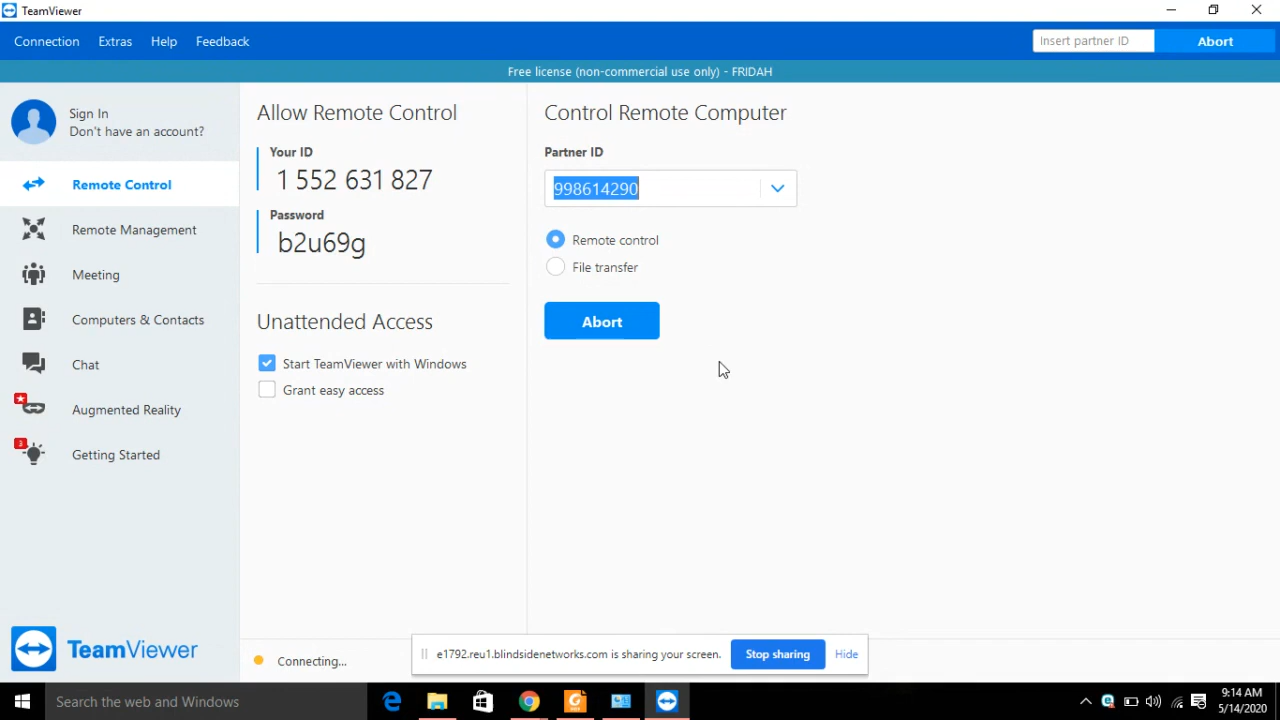 TeamViewer
Connection Extras Help Feedback
Insert partner ID Abort
Free license (non-commercial use only) - FRIDAH
Sign In
Don't have an account?
Remote Control
Remote Management
Meeting
Computers & Contacts
Chat
Augmented Reality
3
Getting Started
TeamViewer
Allow Remote Control
Your ID
1 552 631 827
Password
b2u69g
Unattended Access
Start TeamViewer with Windows
Grant easy access
Control Remote Computer
Partner ID
998614290
Remote control
File transfer
Abort
Connecting...
e1792.reu1.blindsidenetworks.com is sharing your screen. Stop sharing Hide
Search the web and Windows
9:14 AM
5/14/2020